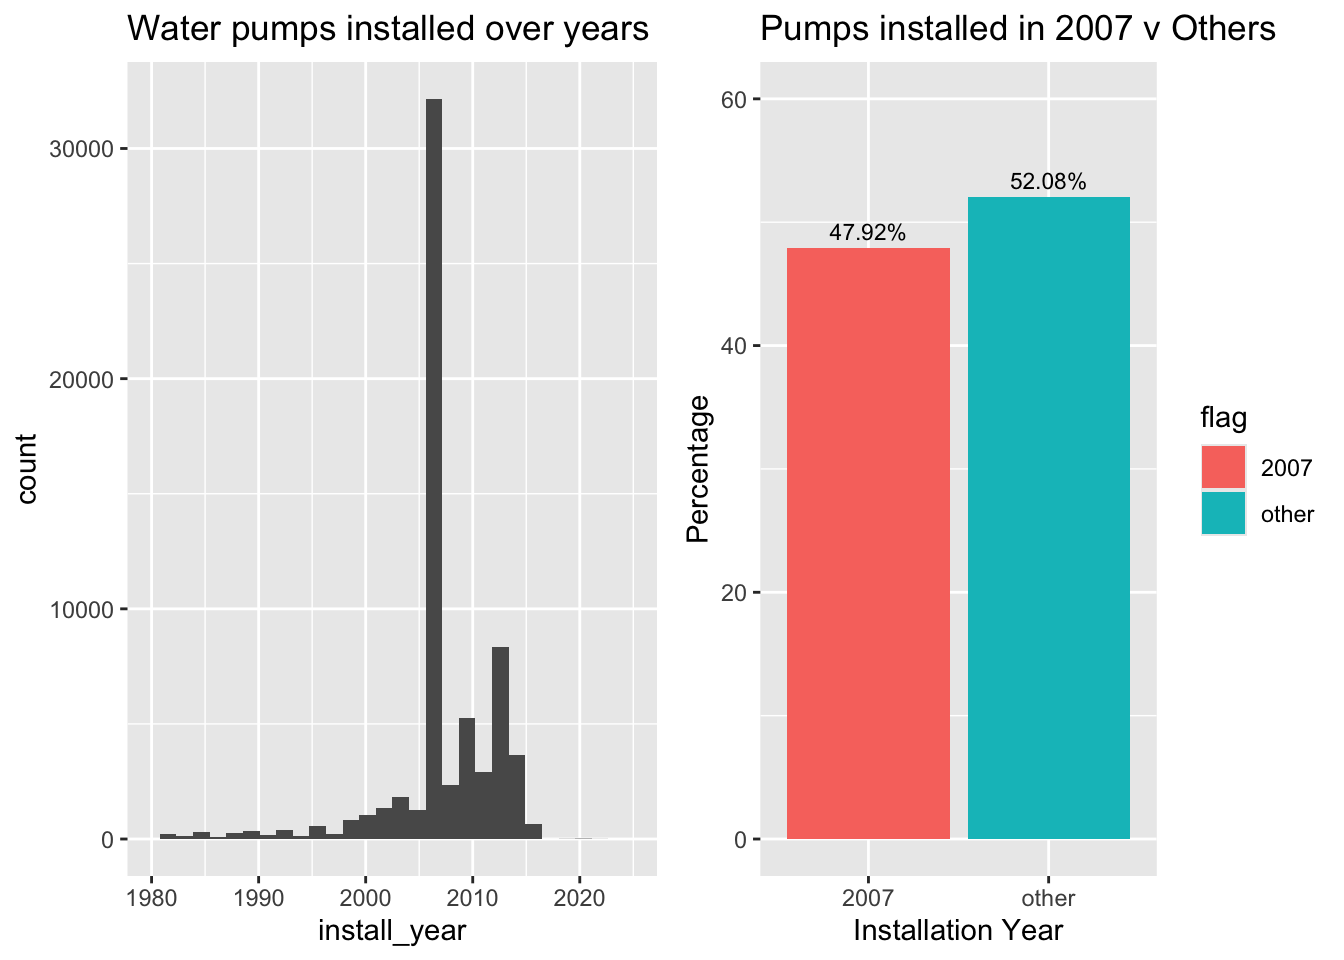 Water pumps installed over years
count
30000
20000
10000
0
1980 1990 2000 2010 2020
install_year
Pumps installed in 2007 v Others
Percentage
60
40
20
0
47.92%
52.08%
2007 other
Installation Year
flag
2007
other